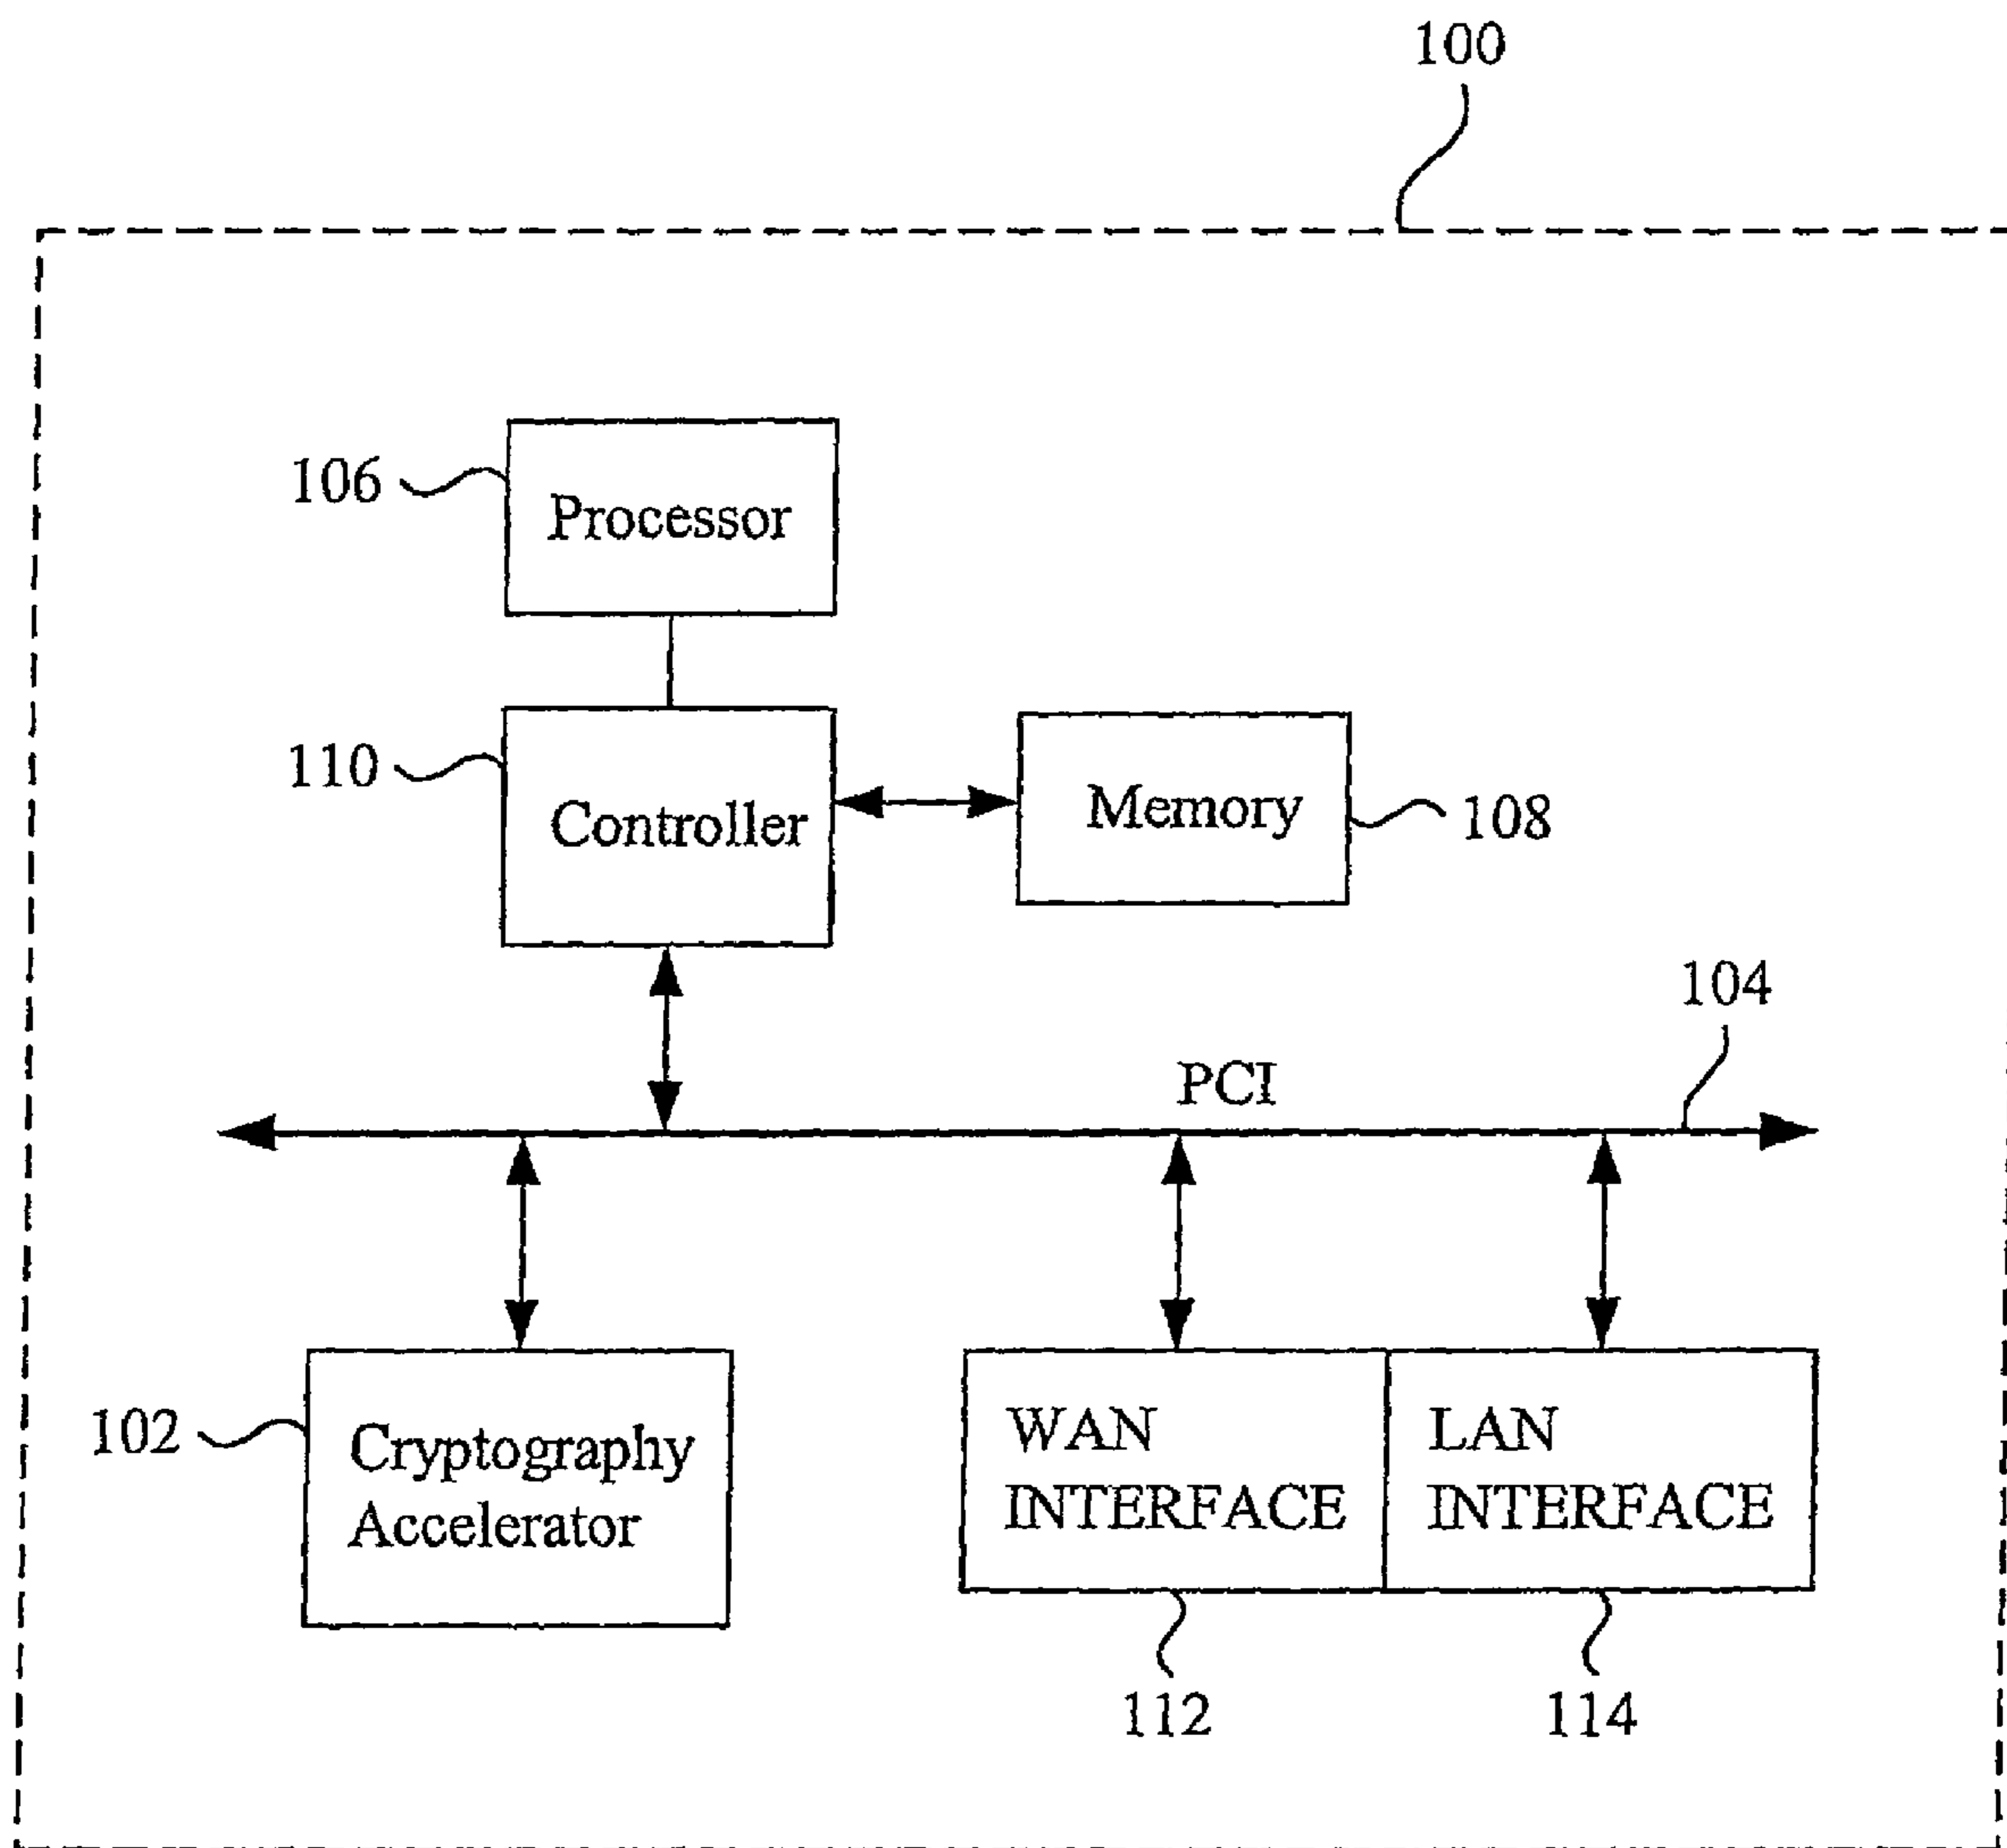 100
106
Processor
110
Controller
Memory
108
104
PCI
102
Cryptography
Accelerator
WAN
INTERFACE
LAN
INTERFACE
112
114